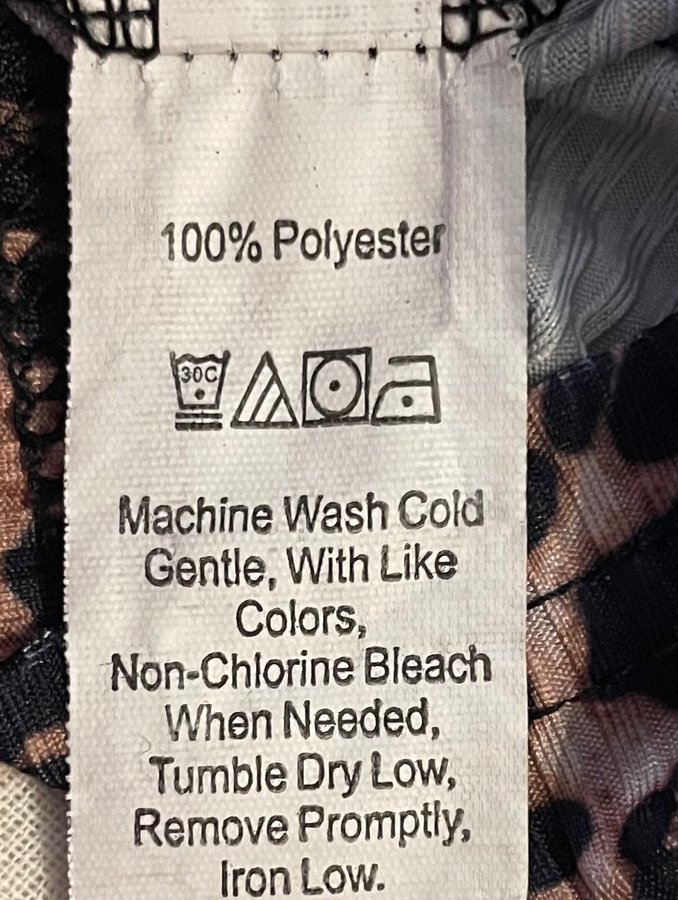 100% Polyester
30C
Machine Wash Cold
Gentle, With Like
Colors,
Non-Chlorine Bleach
When Needed,
Tumble Dry Low,
Remove Promptly,
Iron Low.